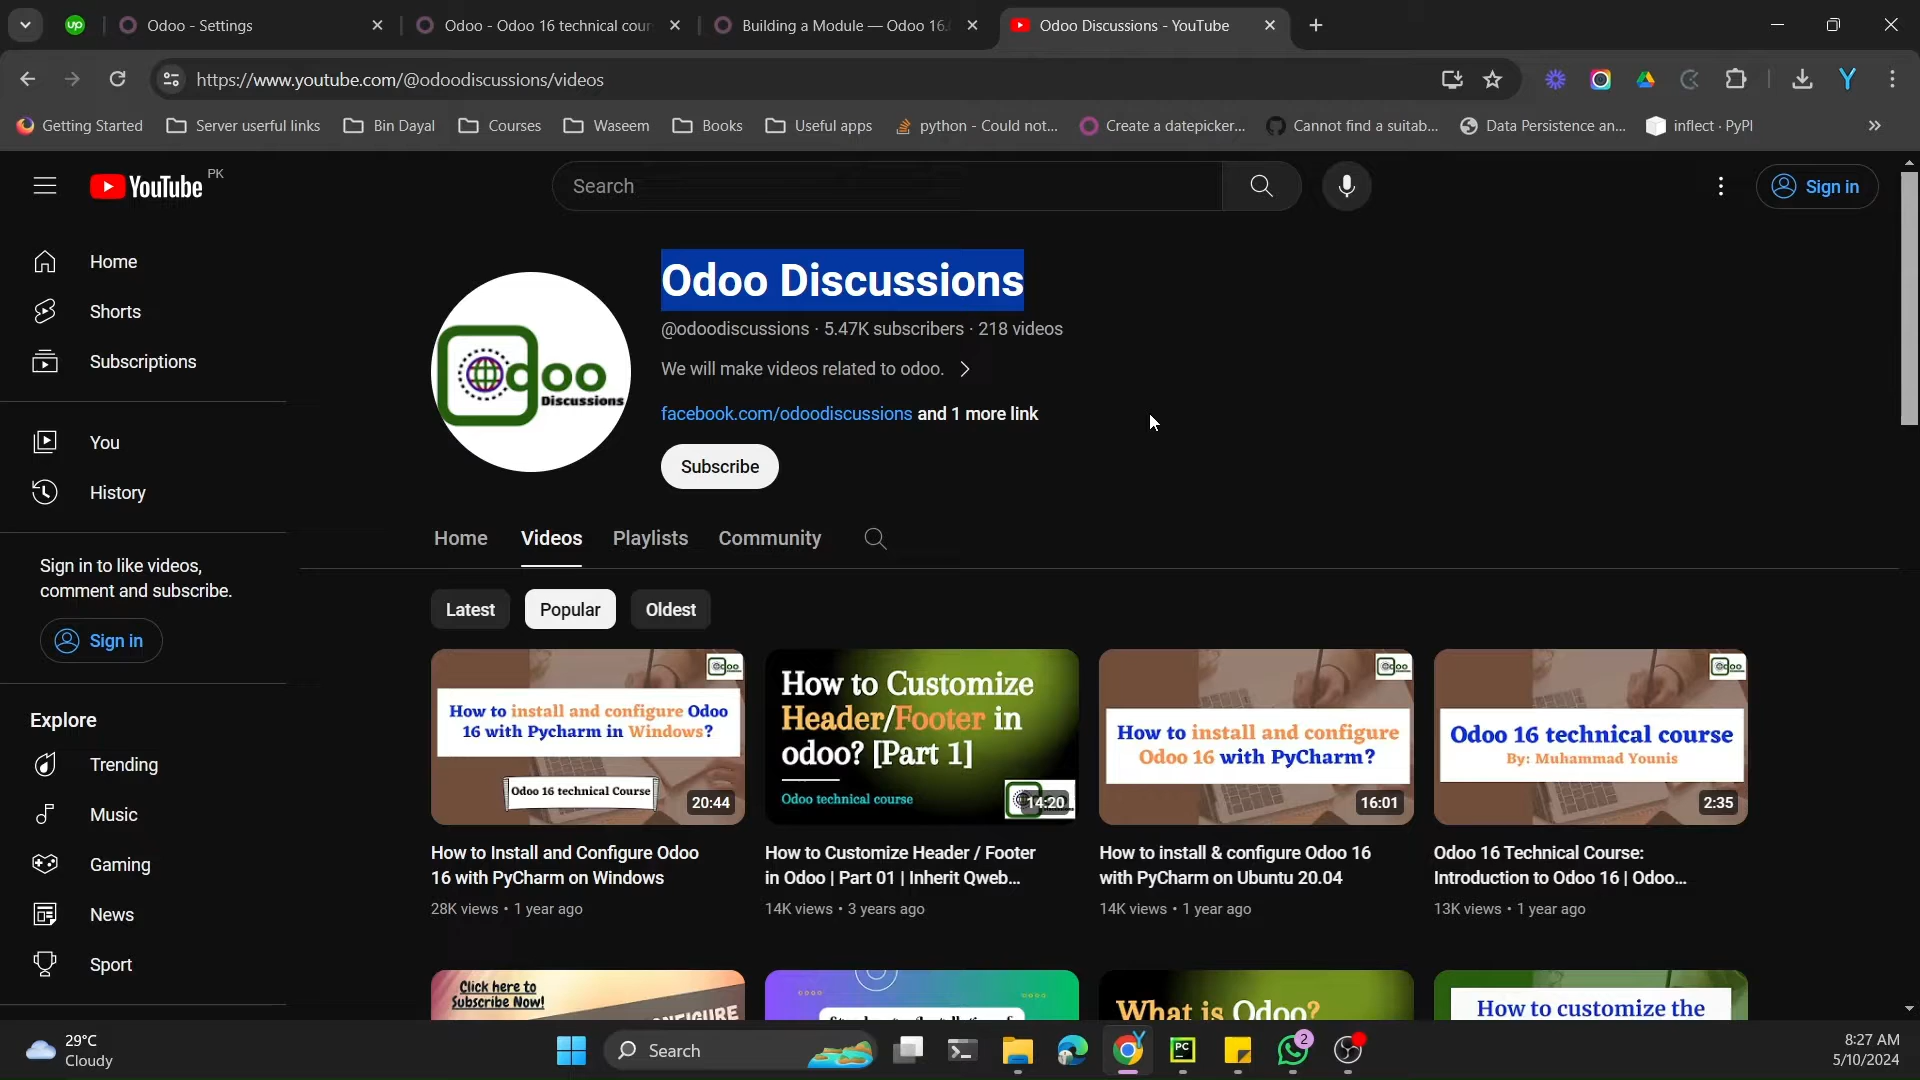 Odoo - Settings
Odoo - Odoo 16 technical cour
Building a Module — Odoo 16.
Odoo Discussions - YouTube
https://www.youtube.com/@odoodiscussions/videos
Getting Started
Server userful links
Bin Dayal
Courses
Waseem
Books
Useful apps
python - Could not...
Create a datepicker...
Cannot find a suitab...
Data Persistence an...
inflect · PyPI
YouTube PK
Search
Sign in
Home
Shorts
Subscriptions
You
History
Sign in to like videos,
comment and subscribe.
Sign in
Explore
Trending
Music
Gaming
News
Sport
Odoo
Discussions
Odoo Discussions
@odoodiscussions · 5.47K subscribers · 218 videos
We will make videos related to odoo.
facebook.com/odoodiscussions and 1 more link
Subscribe
Home Videos Playlists Community
Latest Popular Oldest
How to install and configure Odoo
16 with Pycharm in Windows?
Odoo 16 technical Course
20:44
How to Install and Configure Odoo
16 with PyCharm on Windows
28K views • 1 year ago
How to Customize
Header/Footer in
odoo? [Part 1]
Odoo technical course
14:20
How to Customize Header / Footer
in Odoo | Part 01 | Inherit Qweb...
14K views • 3 years ago
How to install and configure
Odoo 16 with PyCharm?
16:01
How to install & configure Odoo 16
with PyCharm on Ubuntu 20.04
14K views • 1 year ago
Odoo 16 technical course
By: Muhammad Younis
2:35
Odoo 16 Technical Course:
Introduction to Odoo 16 | Odoo...
13K views • 1 year ago
Click here to
Subscribe Now!
What is Odoo?
How to customize the
29°C
Cloudy
Search
2
8:27 AM
5/10/2024